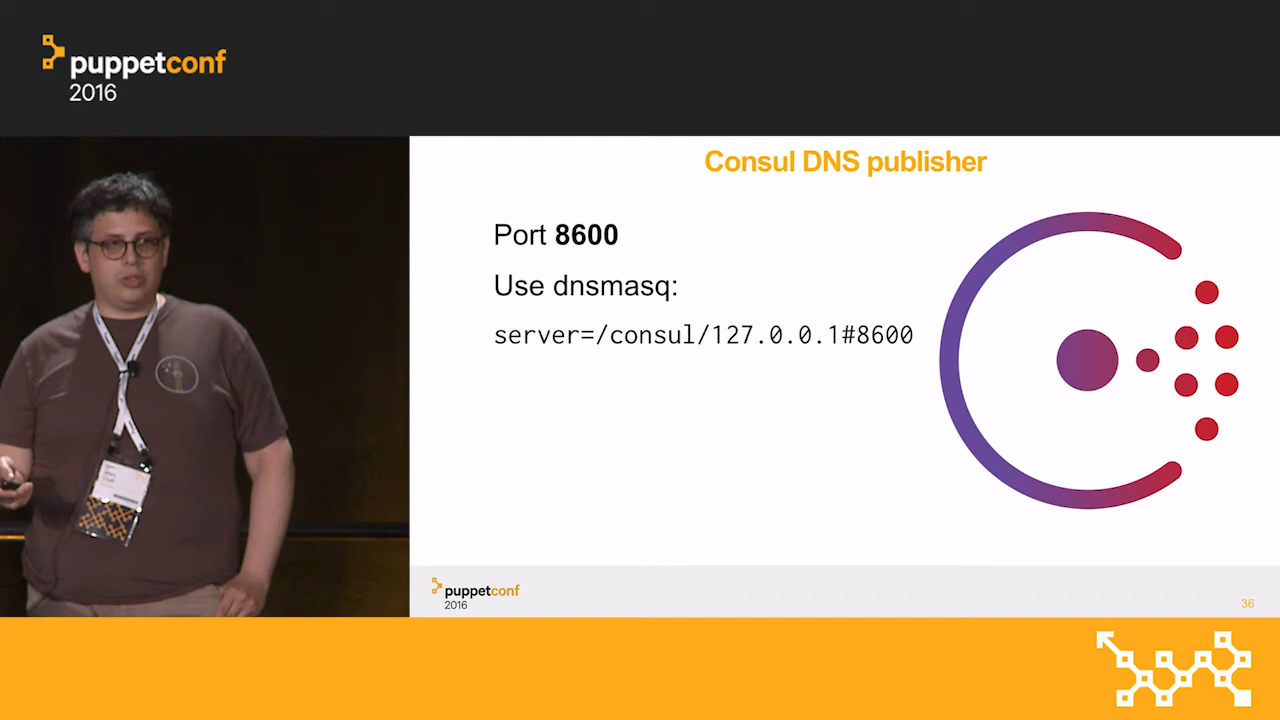 puppetconf
2016
Consul DNS publisher
Port 8600
Use dnsmasq:
server=/consul/127.0.0.1#8600
puppetconf
2016
36